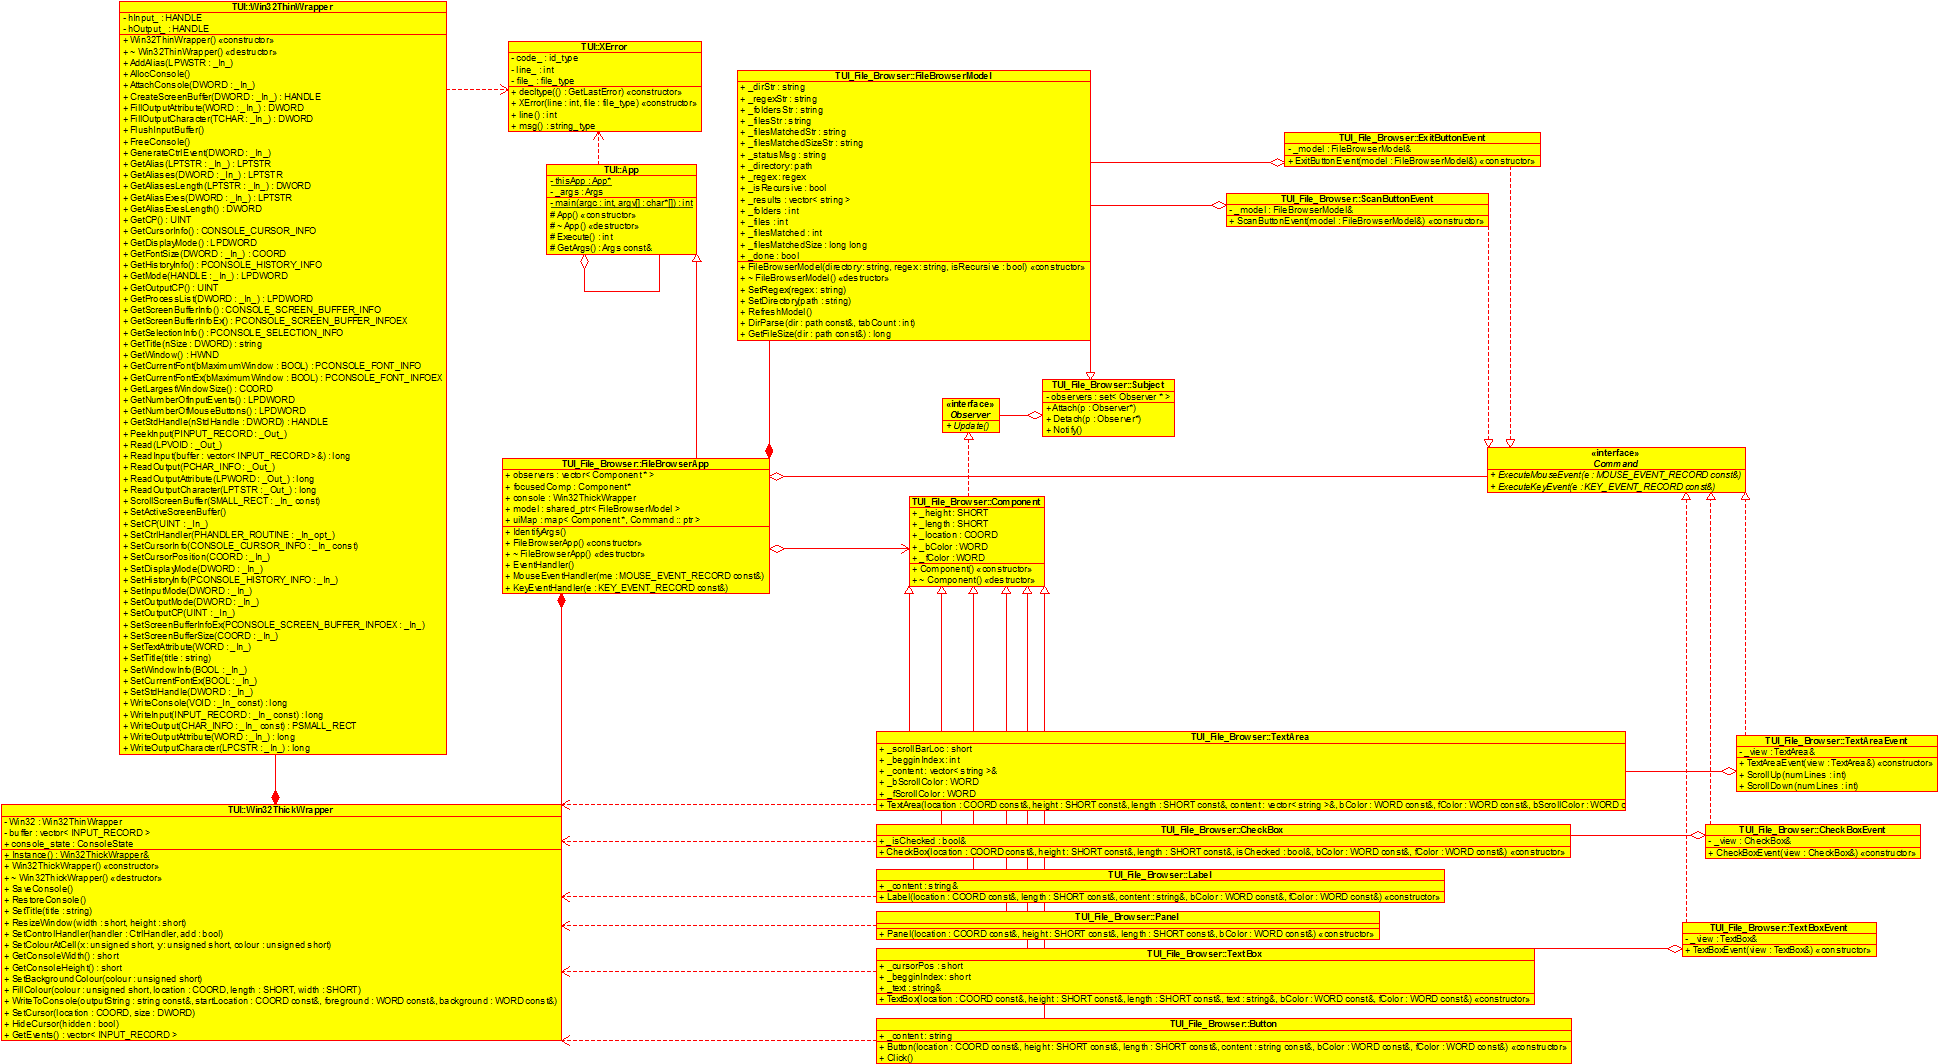 TUI::Win32ThinWrapper
- hInput_ : HANDLE
- hOutput_ : HANDLE
+ Win32ThinWrapper() «constructor»
+ ~ Win32ThinWrapper() «destructor»
+ AddAlias(LPWSTR : _In_)
+ AllocConsole()
+ AttachConsole(DWORD : _In_)
+ CreateScreenBuffer(DWORD : _In_) : HANDLE
+ FillOutputAttribute(WORD : _In_) : DWORD
+ FillOutputCharacter(TCHAR : _In_) : DWORD
+ FlushInputBuffer()
+ FreeConsole()
+ GenerateCtrlEvent(DWORD : _In_)
+ GetAlias(LPTSTR : _In_) : LPTSTR
+ GetAliases(DWORD : _In_) : LPTSTR
+ GetAliasesLength(LPTSTR : _In_) : DWORD
+ GetAliasExes(DWORD : _In_) : LPTSTR
+ GetAliasExesLength() : DWORD
+ GetCP() : UINT
+ GetCursorInfo() : CONSOLE_CURSOR_INFO
+ GetDisplayMode() : LPDWORD
+ GetFontSize(DWORD : _In_) : COORD
+ GetHistoryInfo() : PCONSOLE_HISTORY_INFO
+ GetMode(HANDLE : _In_) : LPDWORD
+ GetOutputCP() : UINT
+ GetProcessList(DWORD : _In_) : LPDWORD
+ GetScreenBufferInfo() : CONSOLE_SCREEN_BUFFER_INFO
+ GetScreenBufferInfoEx() : PCONSOLE_SCREEN_BUFFER_INFOEX
+ GetSelectionInfo() : PCONSOLE_SELECTION_INFO
+ GetTitle(nSize : DWORD) : string
+ GetWindow() : HWND
+ GetCurrentFont(bMaximumWindow : BOOL) : PCONSOLE_FONT_INFO
+ GetCurrentFontEx(bMaximumWindow : BOOL) : PCONSOLE_FONT_INFOEX
+ GetLargestWindowSize() : COORD
+ GetNumberOfInputEvents() : LPDWORD
+ GetNumberOfMouseButtons() : LPDWORD
+ GetStdHandle(nStdHandle : DWORD) : HANDLE
+ PeekInput(PINPUT_RECORD : _Out_)
+ Read(LPVOID : _Out_)
+ ReadInput(buffer : vector< INPUT_RECORD >&) : long
+ ReadOutput(PCHAR_INFO : _Out_)
+ ReadOutputAttribute(LPWORD : _Out_) : long
+ ReadOutputCharacter(LPTSTR : _Out_) : long
+ ScrollScreenBuffer(SMALL_RECT : _In_ const)
+ SetActiveScreenBuffer()
+ SetCP(UINT : _In_)
+ SetCtrlHandler(PHANDLER_ROUTINE : _In_opt_)
+ SetCursorInfo(CONSOLE_CURSOR_INFO : _In_ const)
+ SetCursorPosition(COORD : _In_)
+ SetDisplayMode(DWORD : _In_)
+ SetHistoryInfo(PCONSOLE_HISTORY_INFO : _In_)
+ SetInputMode(DWORD : _In_)
+ SetOutputMode(DWORD : _In_)
+ SetOutputCP(UINT : _In_)
+ SetScreenBufferInfoEx(PCONSOLE_SCREEN_BUFFER_INFOEX : _In_)
+ SetScreenBufferSize(COORD : _In_)
+ SetTextAttribute(WORD : _In_)
+ SetTitle(title : string)
+ SetWindowInfo(BOOL : _In_)
+ SetCurrentFontEx(BOOL : _In_)
+ SetStdHandle(DWORD : _In_)
+ WriteConsole(VOID : _In_ const) : long
+ WriteInput(INPUT_RECORD : _In_ const) : long
+ WriteOutput(CHAR_INFO : _In_ const) : PSMALL_RECT
+ WriteOutputAttribute(WORD : _In_) : long
+ WriteOutputCharacter(LPCSTR : _In_) : long
TUI::XError
- code_ : id_type
- line_ : int
- file_ : file_type
+ decltype(() : GetLastError) «constructor»
+ XError(line : int, file : file_type) «constructor»
+ line() : int
+ msg() : string_type
TUI::App
- thisApp : App*
- _args : Args
- main(argc : int, argv[] : char*[]) : int
# App() «constructor»
# ~ App() «destructor»
# Execute() : int
# GetArgs() : Args const&
TUI_File_Browser::FileBrowserModel
+ _dirStr : string
+ _regexStr : string
+ _foldersStr : string
+ _filesStr : string
+ _filesMatchedStr : string
+ _filesMatchedSizeStr : string
+ _statusMsg : string
+ _directory : path
+ _regex : regex
+ _isRecursive : bool
+ _results : vector< string >
+ _folders : int
+ _files : int
+ _filesMatched : int
+ _filesMatchedSize : long long
+ _done : bool
+ FileBrowserModel(directory : string, regex : string, isRecursive : bool) «constructor»
+ ~ FileBrowserModel() «destructor»
+ SetRegex(regex : string)
+ SetDirectory(path : string)
+ RefreshModel()
+ DirParse(dir : path const&, tabCount : int)
+ GetFileSize(dir : path const&) : long
TUI_File_Browser::ExitButtonEvent
- _model : FileBrowserModel&
+ ExitButtonEvent(model : FileBrowserModel&) «constructor»
TUI_File_Browser::ScanButtonEvent
- _model : FileBrowserModel&
+ ScanButtonEvent(model : FileBrowserModel&) «constructor»
TUI_File_Browser::Subject
- observers : set< Observer * >
+ Attach(p : Observer*)
+ Detach(p : Observer*)
+ Notify()
«interface»
Observer
+ Update()
«interface»
Command
+ ExecuteMouseEvent(e : MOUSE_EVENT_RECORD const&)
+ ExecuteKeyEvent(e : KEY_EVENT_RECORD const&)
TUI_File_Browser::FileBrowserApp
+ observers : vector< Component* >
+ focusedComp : Component*
+ console : Win32ThickWrapper
+ model : shared_ptr< FileBrowserModel >
+ uiMap : map< Component*, Command :: ptr >
+ IdentifyArgs()
+ FileBrowserApp() «constructor»
+ ~ FileBrowserApp() «destructor»
+ EventHandler()
+ MouseEventHandler(me : MOUSE_EVENT_RECORD const&)
+ KeyEventHandler(e : KEY_EVENT_RECORD const&)
TUI_File_Browser::Component
+ _height : SHORT
+ _length : SHORT
+ _location : COORD
+ _bColor : WORD
+ _fColor : WORD
+ Component() «constructor»
+ ~ Component() «destructor»
TUI_File_Browser::TextArea
+ _scrollBarLoc : short
+ _begginIndex : int
+ _content : vector< string >&
+ _bScrollColor : WORD
+ _fScrollColor : WORD
+ TextArea(location : COORD const&, height : SHORT const&, length : SHORT const&, content : vector< string >&, bColor : WORD const&, fColor : WORD const&, bScrollColor : WORD c
TUI_File_Browser::TextAreaEvent
- _view : TextArea&
+ TextAreaEvent(view : TextArea&) «constructor»
+ ScrollUp(numLines : int)
+ ScrollDown(numLines : int)
TUI::Win32ThickWrapper
- Win32 : Win32ThinWrapper
- buffer : vector< INPUT_RECORD >
+ console_state : ConsoleState
+ Instance() : Win32ThickWrapper&
+ Win32ThickWrapper() «constructor»
+ ~ Win32ThickWrapper() «destructor»
+ SaveConsole()
+ RestoreConsole()
+ SetTitle(title : string)
+ ResizeWindow(width : short, height : short)
+ SetControlHandler(handler : CtrlHandler, add : bool)
+ SetColourAtCell(x : unsigned short, y : unsigned short, colour : unsigned short)
+ GetConsoleWidth() : short
+ GetConsoleHeight() : short
+ SetBackgroundColour(colour : unsigned short)
+ FillColour(colour : unsigned short, location : COORD, length : SHORT, width : SHORT)
+ WriteToConsole(outputString : string const&, startLocation : COORD const&, foreground : WORD const&, background : WORD const&)
+ SetCursor(location : COORD, size : DWORD)
+ HideCursor(hidden : bool)
+ GetEvents() : vector< INPUT_RECORD >
TUI_File_Browser::CheckBox
+ _isChecked : bool&
+ CheckBox(location : COORD const&, height : SHORT const&, length : SHORT const&, isChecked : bool&, bColor : WORD const&, fColor : WORD const&) «constructor»
TUI_File_Browser::CheckBoxEvent
- _view : CheckBox&
+ CheckBoxEvent(view : CheckBox&) «constructor»
TUI_File_Browser::Label
+ _content : string&
+ Label(location : COORD const&, length : SHORT const&, content : string&, bColor : WORD const&, fColor : WORD const&) «constructor»
TUI_File_Browser::Panel
+ Panel(location : COORD const&, height : SHORT const&, length : SHORT const&, bColor : WORD const&) «constructor»
TUI_File_Browser::TextBoxEvent
- _view : TextBox&
+ TextBoxEvent(view : TextBox&) «constructor»
TUI_File_Browser::TextBox
+ _cursorPos : short
+ _begginIndex : short
+ _text : string&
+ TextBox(location : COORD const&, height : SHORT const&, length : SHORT const&, text : string&, bColor : WORD const&, fColor : WORD const&) «constructor»
TUI_File_Browser::Button
+ _content : string
+ Button(location : COORD const&, height : SHORT const&, length : SHORT const&, content : string const&, bColor : WORD const&, fColor : WORD const&) «constructor»
+ Click()